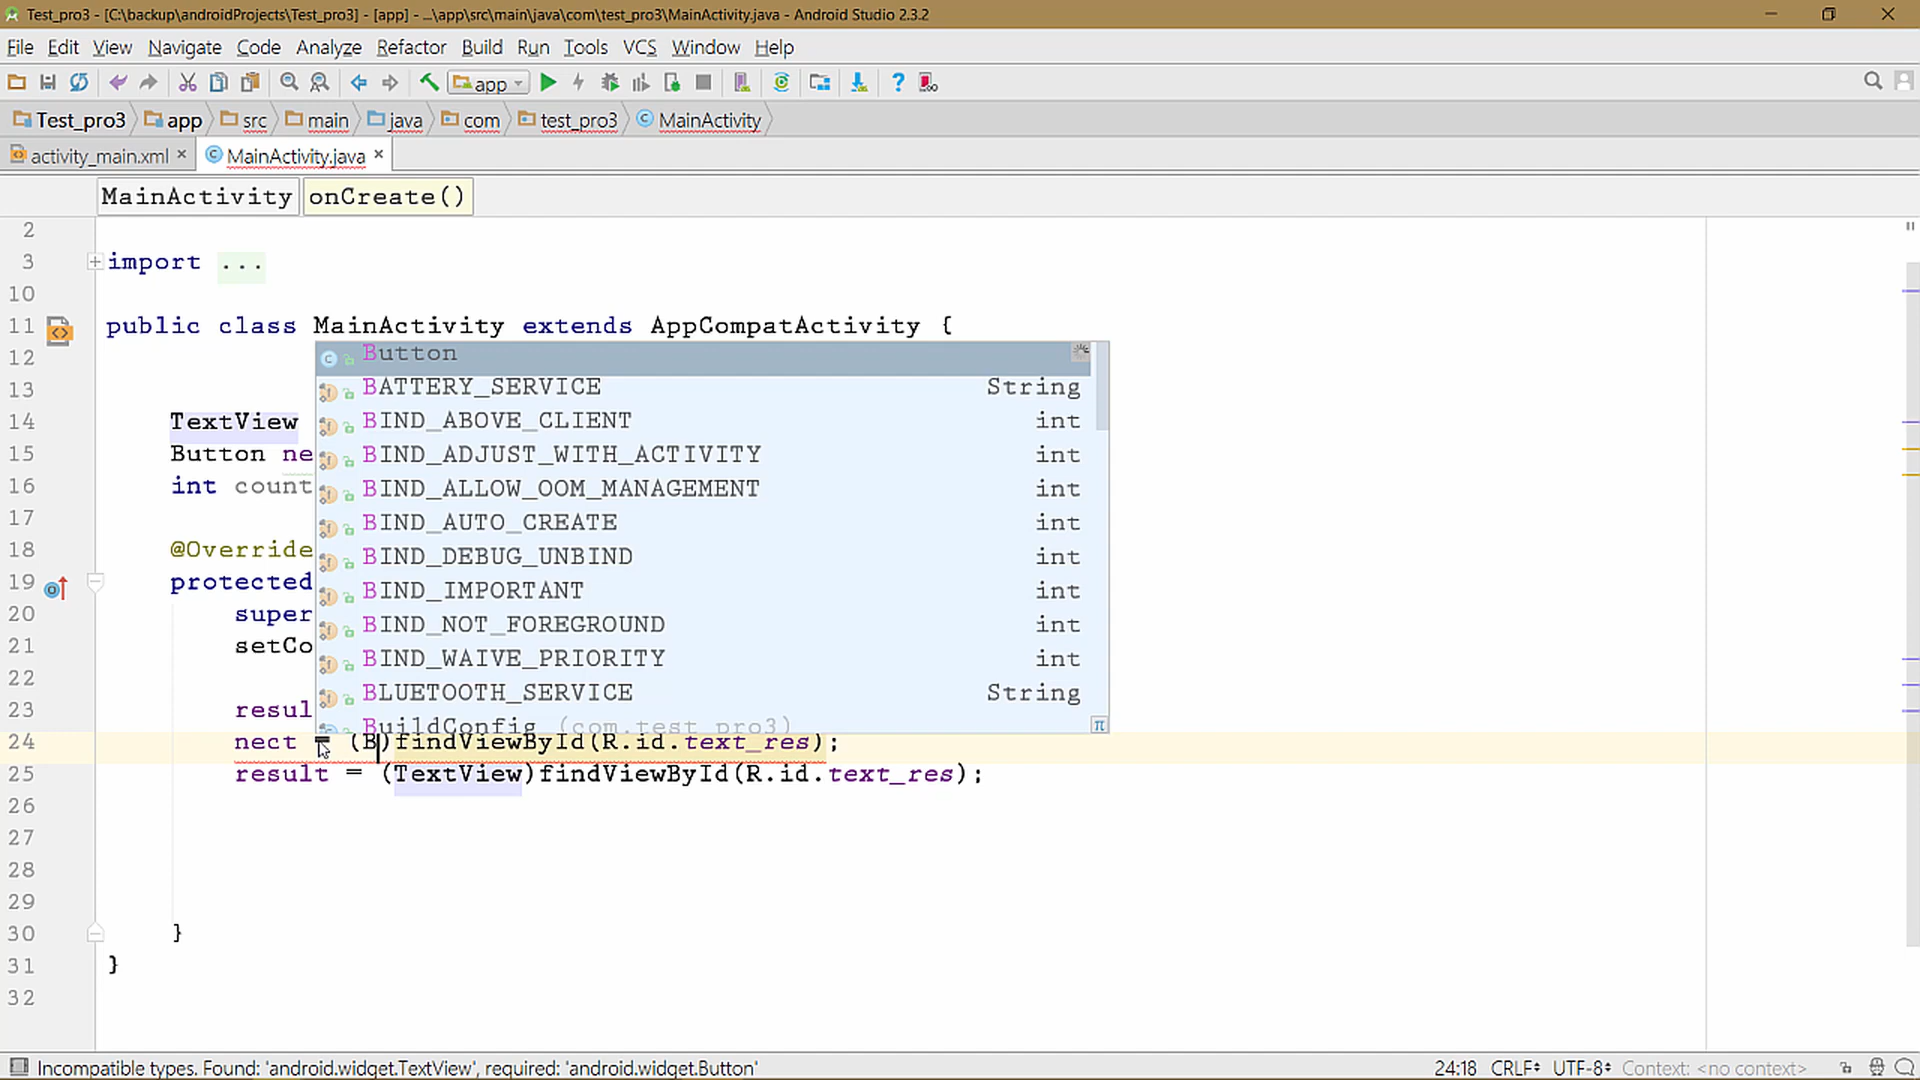 Test_pro3 - [C:\backup\androidProjects\Test_pro3] - [app] - ...\app\src\main\java\com\test_pro3\MainActivity.java - Android Studio 2.3.2
File Edit View Navigate Code Analyze Refactor Build Run Tools VCS Window Help
app
Test_pro3 app src main java com test_pro3 MainActivity
activity_main.xml MainActivity.java
MainActivity onCreate()
2
3 import ...
10
11 public class MainActivity extends AppCompatActivity {
12 Button
13 BATTERY_SERVICE String
14 TextView BIND_ABOVE_CLIENT int
15 Button ne BIND_ADJUST_WITH_ACTIVITY int
16 int count BIND_ALLOW_OOM_MANAGEMENT int
17 BIND_AUTO_CREATE int
18 @Override BIND_DEBUG_UNBIND int
19 protected BIND_IMPORTANT int
20 super BIND_NOT_FOREGROUND int
21 setCo BIND_WAIVE_PRIORITY int
22 BLUETOOTH_SERVICE String
23 resul BuildConfig (com.test_pro3) π
24 nect = (B)findViewById(R.id.text_res);
25 result = (TextView)findViewById(R.id.text_res);
26
27
28
29
30 }
31 }
32
Incompatible types. Found: 'android.widget.TextView', required: 'android.widget.Button' 24:18 CRLF UTF-8 Context: <no context>